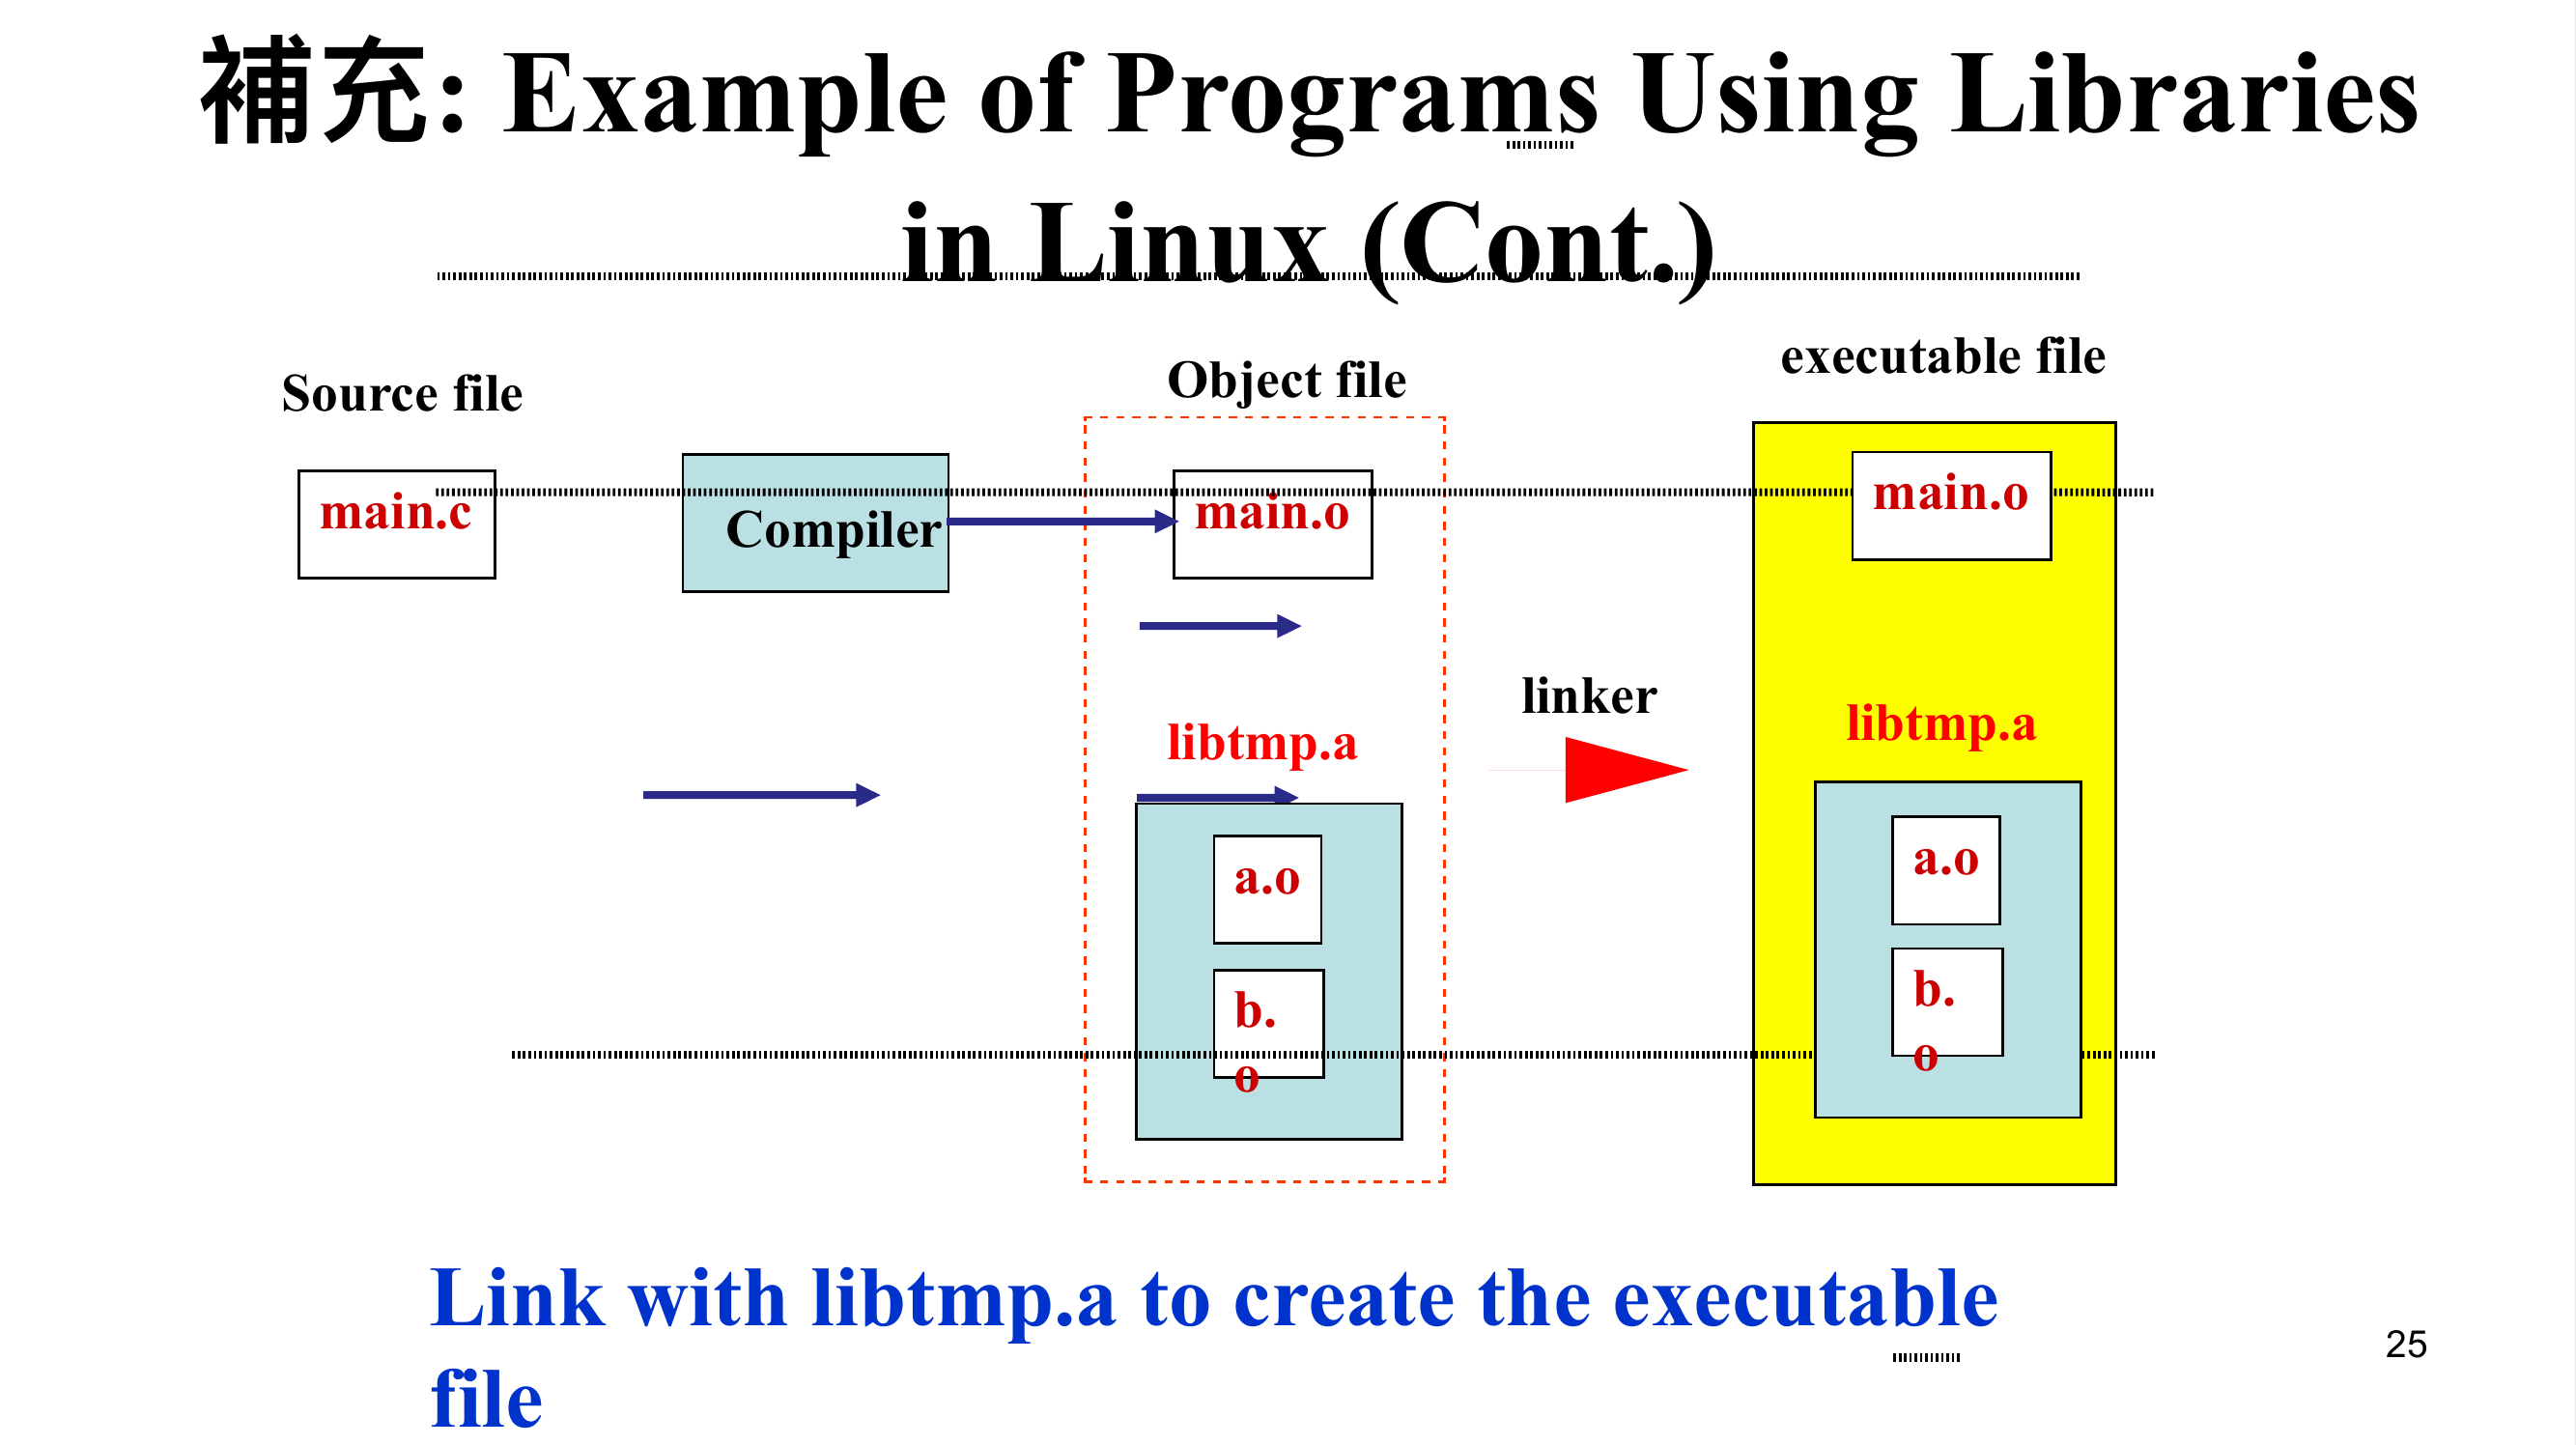 補充: Example of Programs Using Libraries
in Linux (Cont.)
Source file
Object file
executable file
main.c
Compiler
main.o
main.o
linker
libtmp.a
libtmp.a
a.o
a.o
b.
o
b.
o
Link with libtmp.a to create the executable
file
25